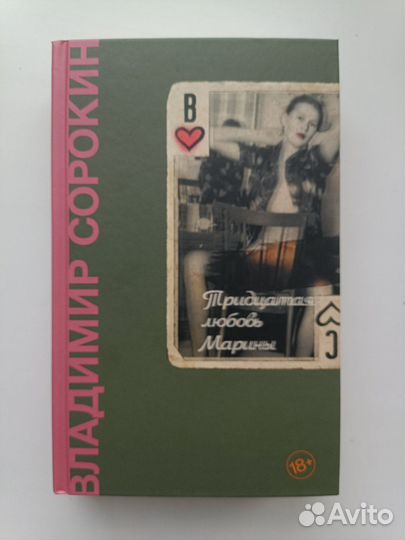 ВЛАДИМИР СОРОКИН
В
Тридцатая
любовь
Марины
С
18+
Avito